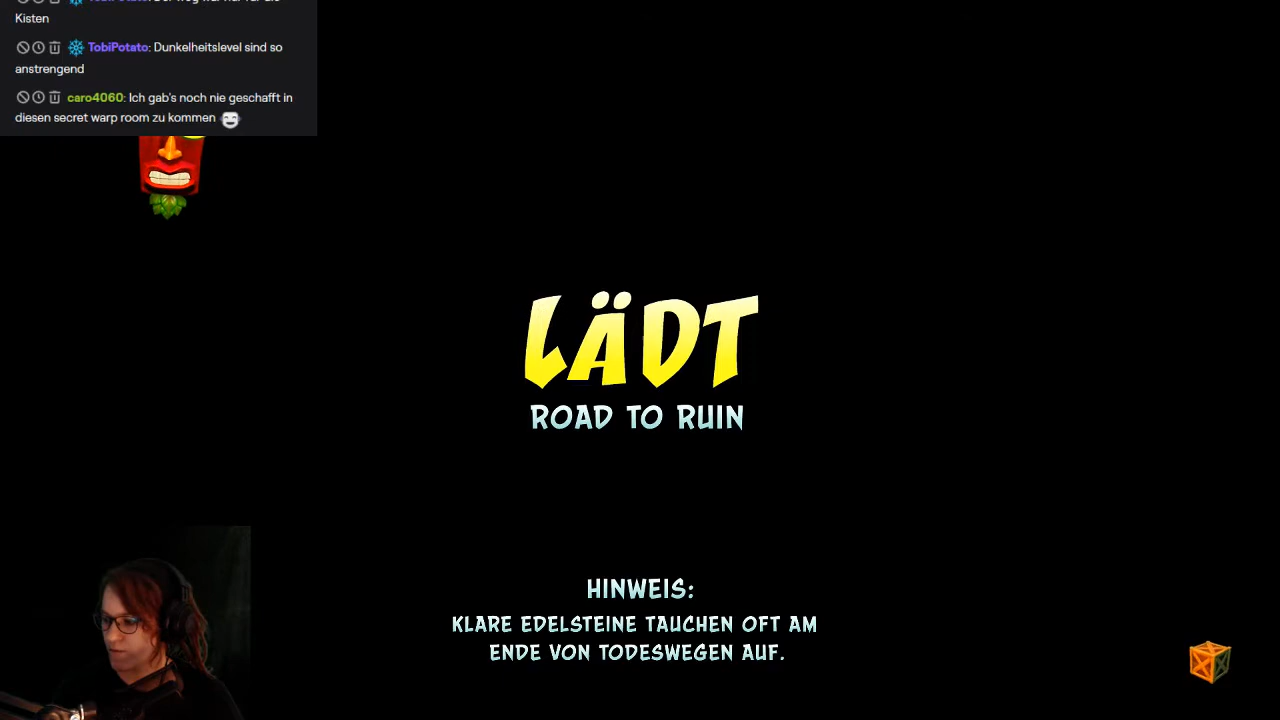 Kisten
TobiPotato: Dunkelheitslevel sind so
anstrengend
caro4060: Ich gab's noch nie geschafft in
diesen secret warp room zu kommen
LÄDT
ROAD TO RUIN
HINWEIS:
KLARE EDELSTEINE TAUCHEN OFT AM
ENDE VON TODESWEGEN AUF.